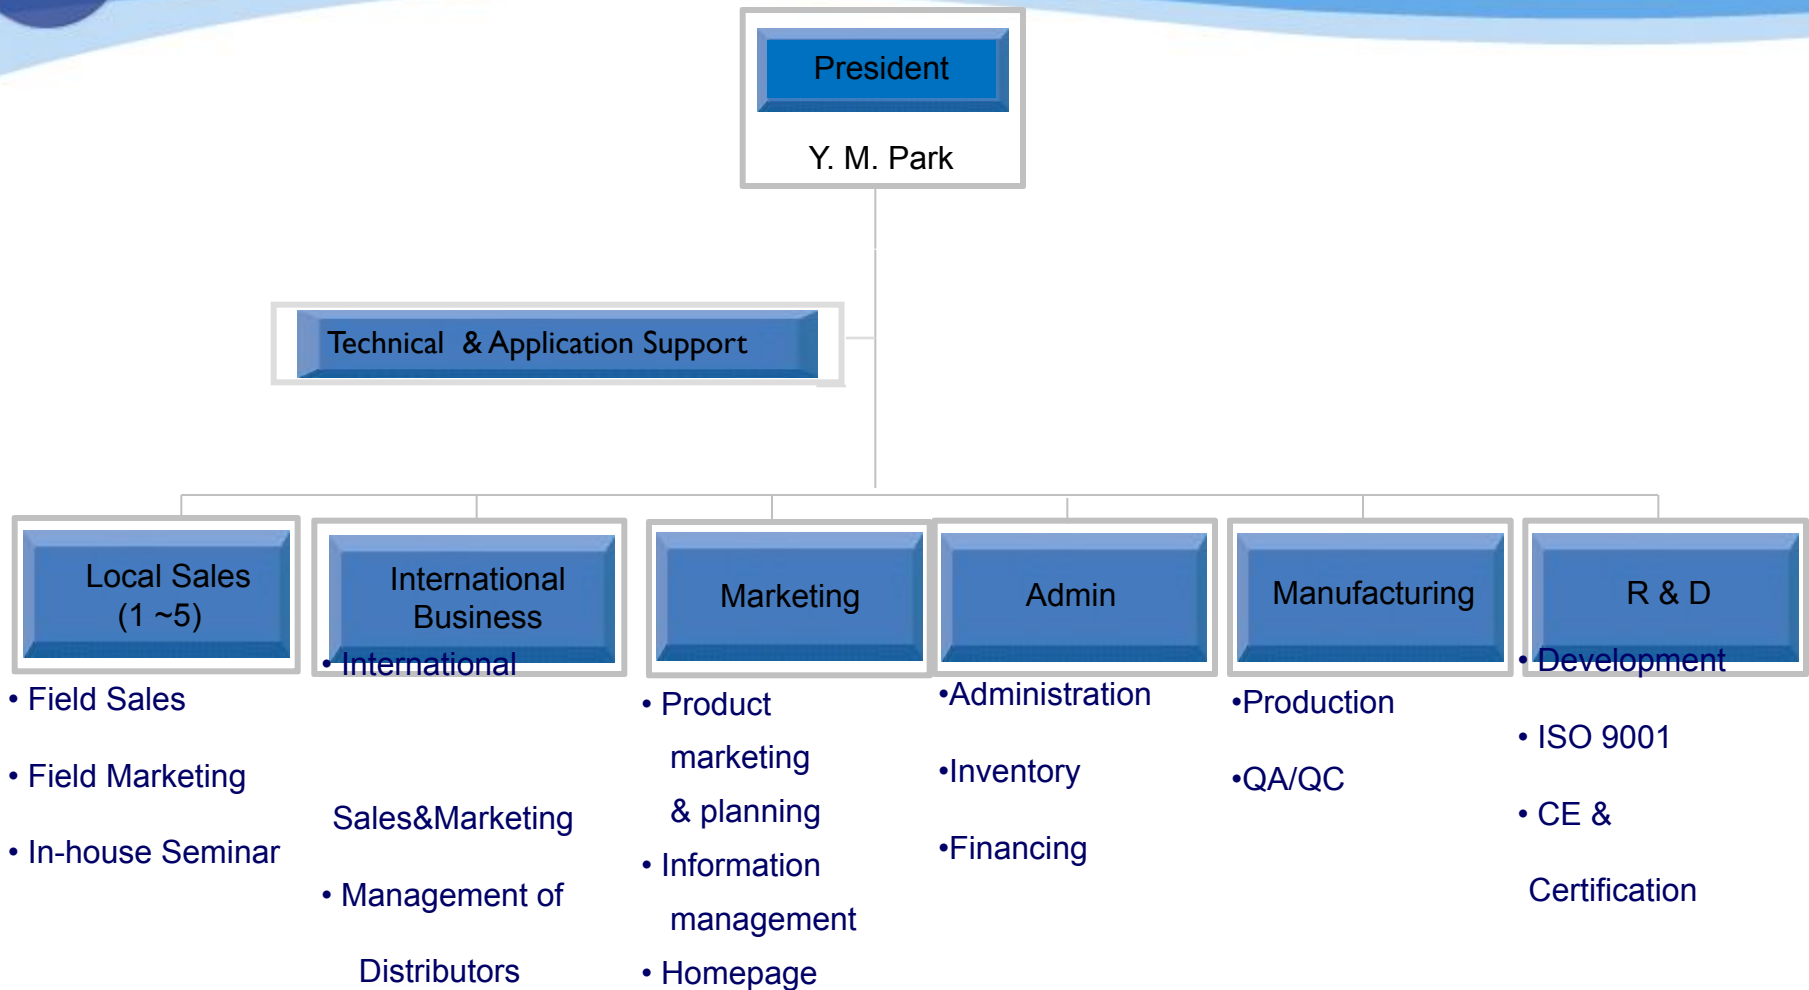 President
Y. M. Park
Technical & Application Support
Local Sales
(1 ~5)
• Field Sales
• Field Marketing
• In-house Seminar
International
Business
• International
Sales&Marketing
• Management of
Distributors
Marketing
• Product
marketing
& planning
• Information
management
• Homepage
Admin
•Administration
•Inventory
•Financing
Manufacturing
•Production
•QA/QC
R & D
• Development
• ISO 9001
• CE &
Certification